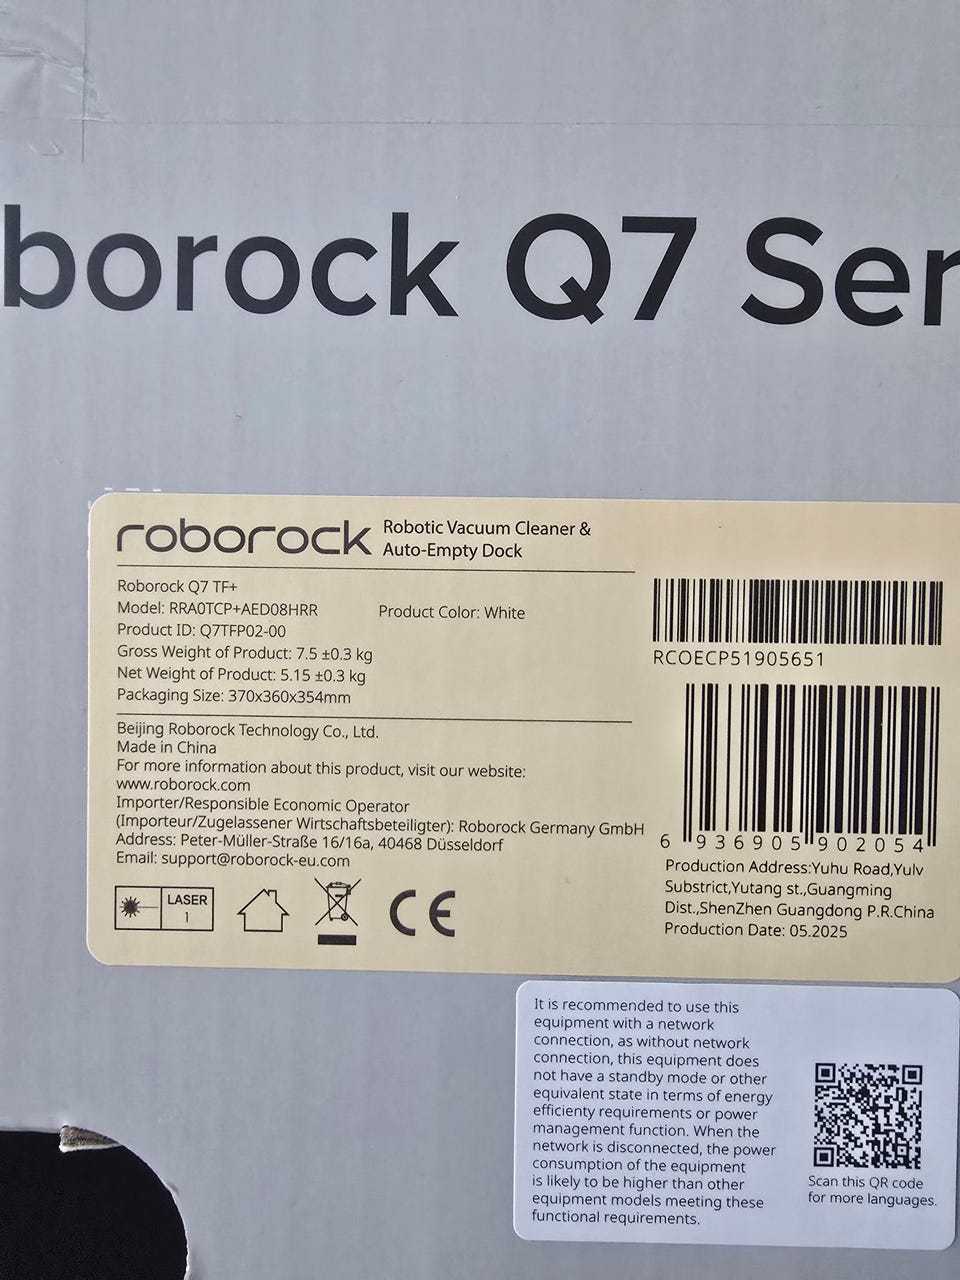 borock Q7 Ser
roborock
Robotic Vacuum Cleaner &
Auto-Empty Dock
Roborock Q7 TF+
Model: RRA0TCP+AED08HRR
Product Color: White
Product ID: Q7TFP02-00
Gross Weight of Product: 7.5 ±0.3 kg
Net Weight of Product: 5.15 ±0.3 kg
Packaging Size: 370x360x354mm
RCOECP51905651
Beijing Roborock Technology Co., Ltd.
Made in China
For more information about this product, visit our website:
www.roborock.com
Importer/Responsible Economic Operator
(Importeur/Zugelassener Wirtschaftsbeteiligter): Roborock Germany GmbH
Address: Peter-Müller-Straße 16/16a, 40468 Düsseldorf
Email: support@roborock-eu.com
LASER
1
CE
6 936905 902054
Production Address:Yuhu Road,Yulv
Substrict,Yutang st.,Guangming
Dist.,ShenZhen Guangdong P.R.China
Production Date: 05.2025
It is recommended to use this
equipment with a network
connection, as without network
connection, this equipment does
not have a standby mode or other
equivalent state in terms of energy
efficienty requirements or power
management function. When the
network is disconnected, the power
consumption of the equipment
is likely to be higher than other
equipment models meeting these
functional requirements.
Scan this QR code
for more languages.